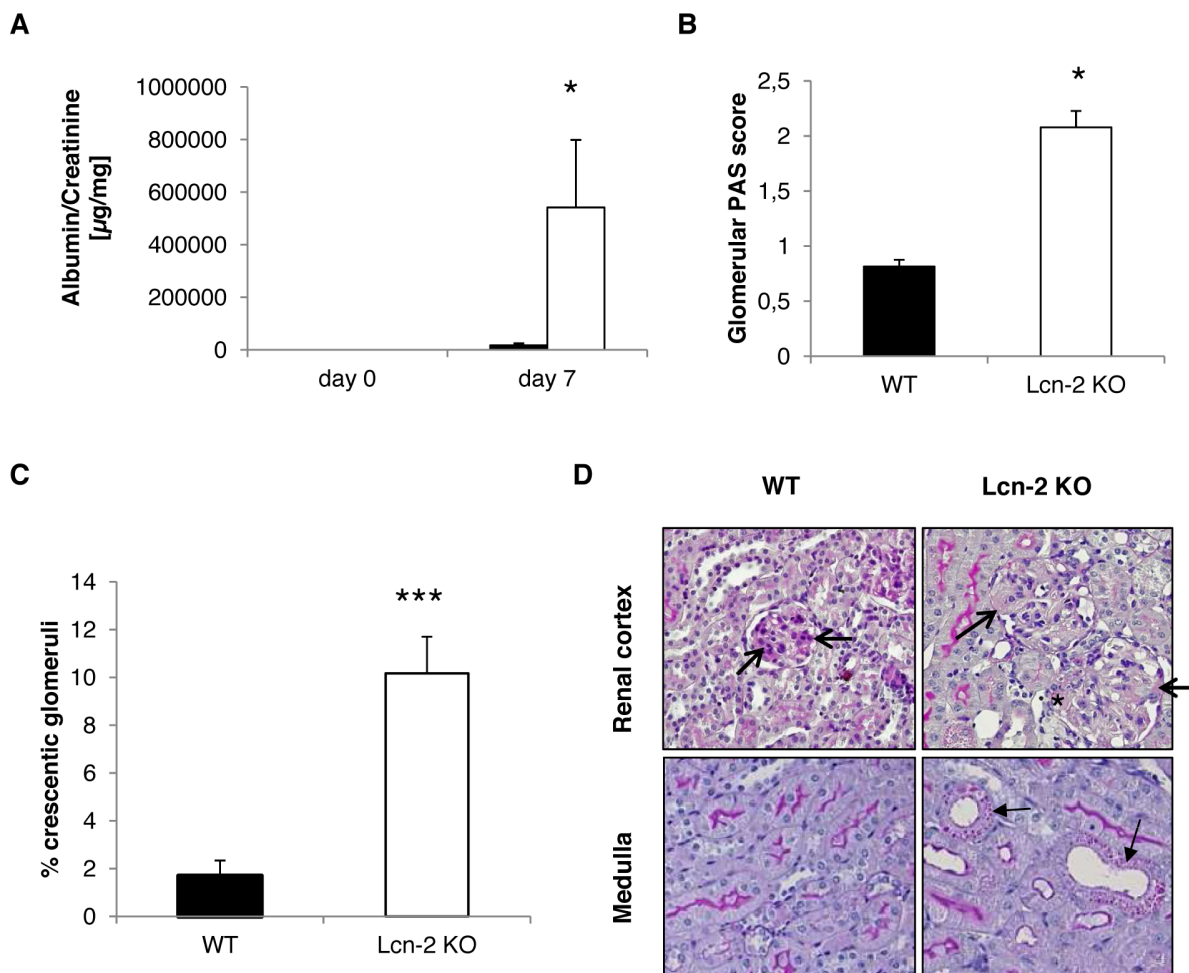 A
Albumin/Creatinine
[µg/mg]
1000000
800000
600000
400000
200000
0
*
day 0
day 7
B
Glomerular PAS score
2,5
2
1,5
1
0,5
0
*
WT
Lcn-2 KO
C
% crescentic glomeruli
14
12
10
8
6
4
2
0
***
WT
Lcn-2 KO
D
WT
Lcn-2 KO
Renal cortex
*
Medulla